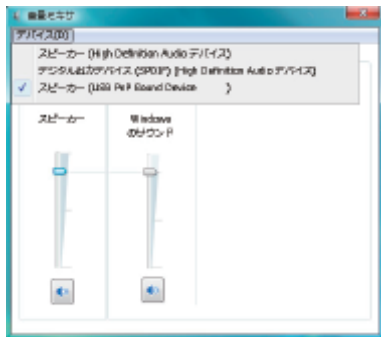 音量ミキサ
デバイス(D)
スピーカー (High Definition Audio デバイス)
デジタル出力デバイス (SPDIF) (High Definition Audio デバイス)
スピーカー (USB PnP Sound Device )
スピーカー
Windows
のサウンド